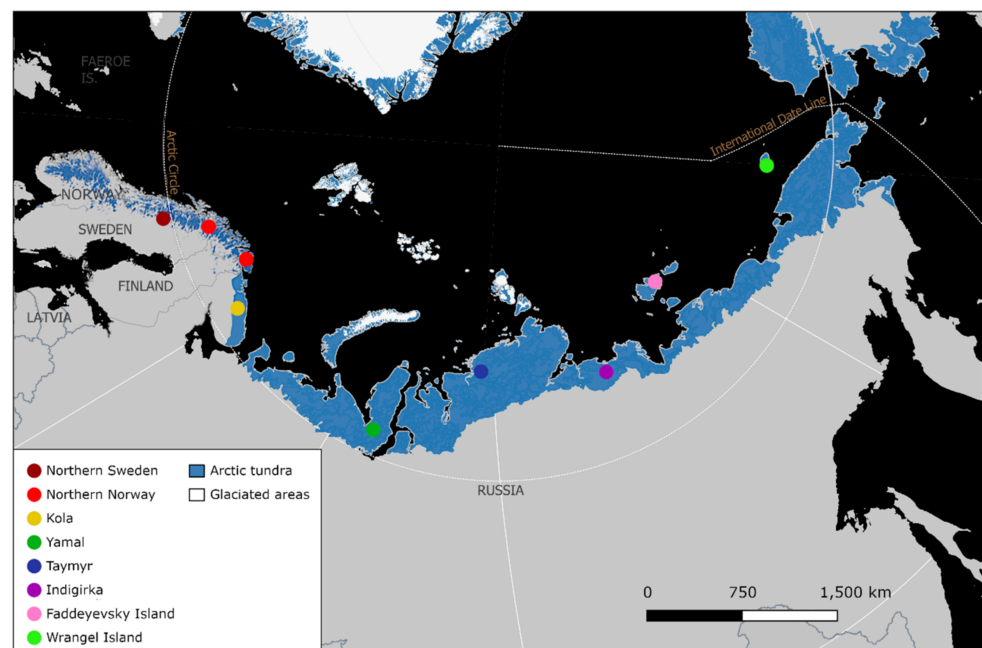 FAEROE
IS.
Arctic Circle
International Date Line
NORWAY
SWEDEN
FINLAND
LATVIA
RUSSIA
Northern Sweden
Northern Norway
Kola
Yamal
Taymyr
Indigirka
Faddeyevsky Island
Wrangel Island
Arctic tundra
Glaciated areas
0 750 1,500 km